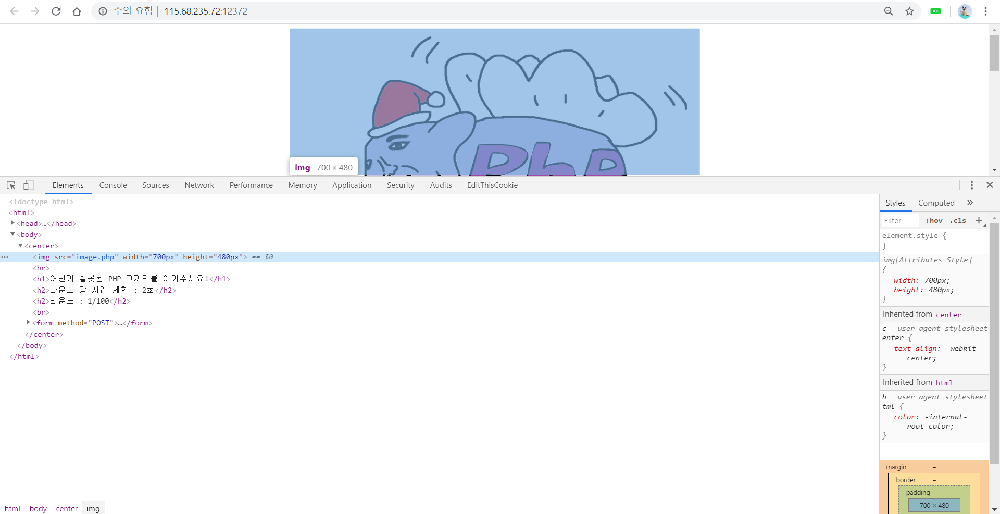 주의 요함 | 115.68.235.72:12372
AC
Php
img 700 × 480
Elements Console Sources Network Performance Memory Application Security Audits EditThisCookie
<!doctype html>
<html>
<head>…</head>
<body>
<center>
<img src="image.php" width="700px" height="480px"> == $0
<br>
<h1>어딘가 잘못된 PHP 코끼리를 이겨주세요!</h1>
<h2>라운드 당 시간 제한 : 2초</h2>
<h2>라운드 : 1/100</h2>
<br>
<form method="POST">…</form>
</center>
</body>
</html>
html body center img
Styles Computed »
Filter :hov .cls +
element.style {
}
img[Attributes Style]
{
width: 700px;
height: 480px;
}
Inherited from center
c user agent stylesheet
enter {
text-align: -webkit-
center;
}
Inherited from html
h user agent stylesheet
tml {
color: -internal-
root-color;
}
margin –
border –
padding –
– – – 700 × 480 – – –